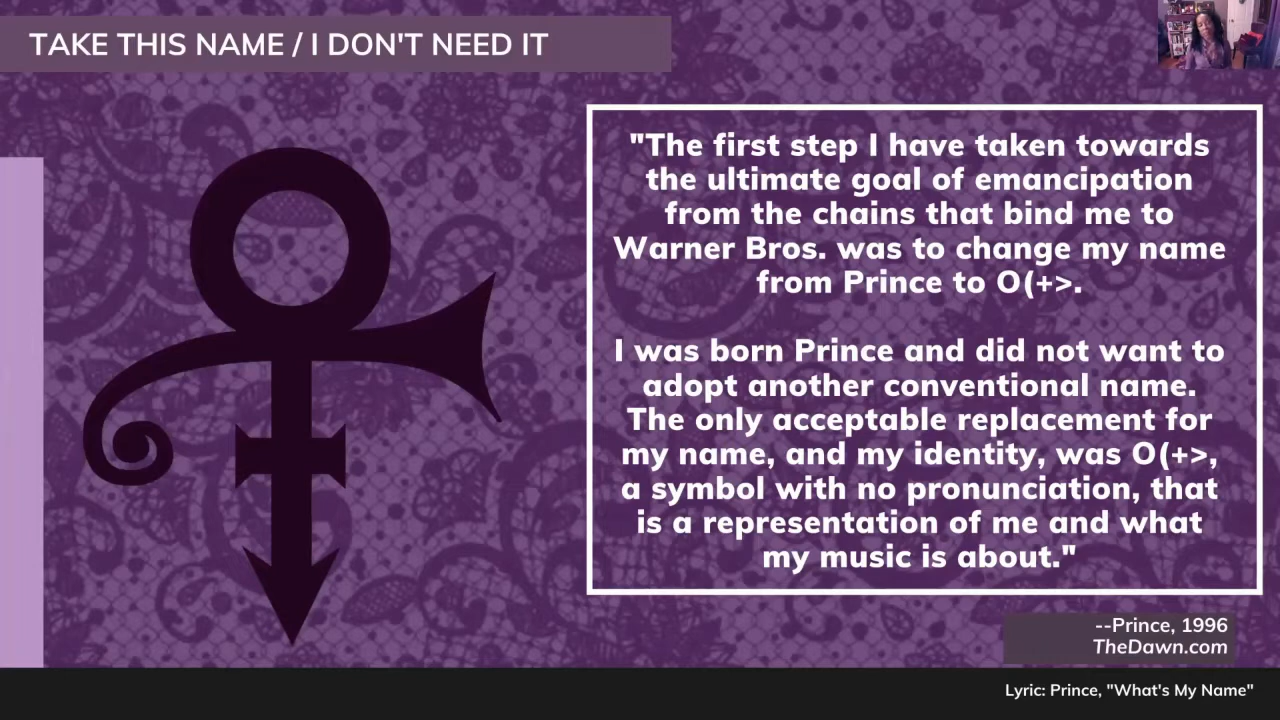 TAKE THIS NAME / I DON'T NEED IT
"The first step I have taken towards
the ultimate goal of emancipation
from the chains that bind me to
Warner Bros. was to change my name
from Prince to O(+>.
I was born Prince and did not want to
adopt another conventional name.
The only acceptable replacement for
my name, and my identity, was O(+>,
a symbol with no pronunciation, that
is a representation of me and what
my music is about."
--Prince, 1996
TheDawn.com
Lyric: Prince, "What's My Name"